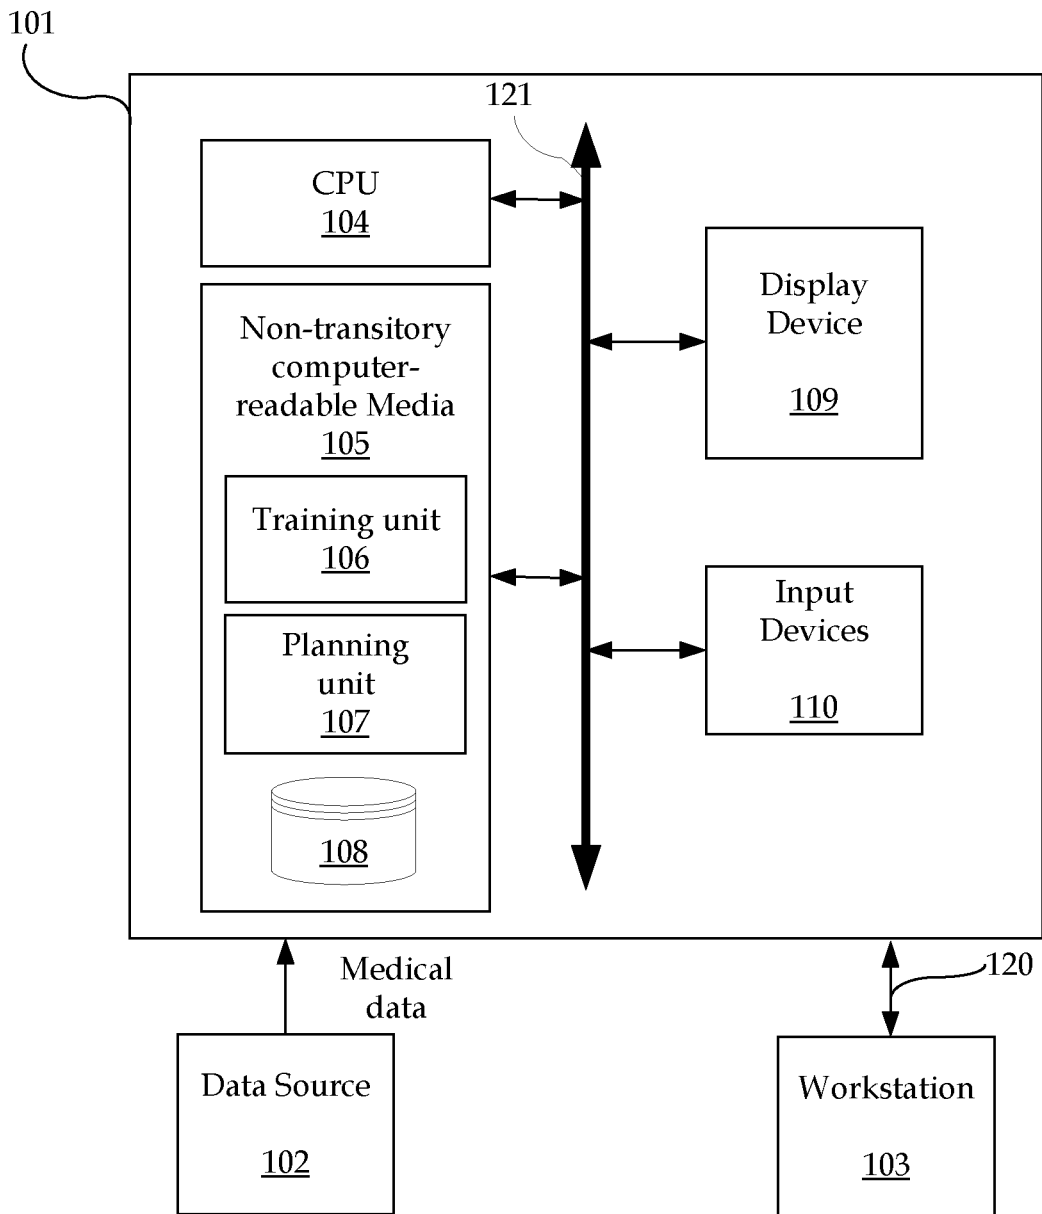 101
121
CPU
104
Non-transitory
computer-
readable Media
105
Training unit
106
Planning
unit
107
108
Display
Device
109
Input
Devices
110
Medical
data
120
Data Source
102
Workstation
103